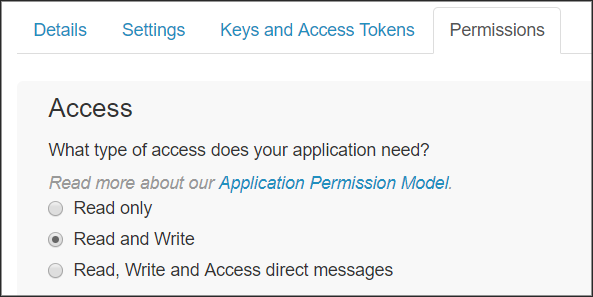 Details Settings Keys and Access Tokens Permissions
Access
What type of access does your application need?
Read more about our Application Permission Model.
Read only
Read and Write
Read, Write and Access direct messages